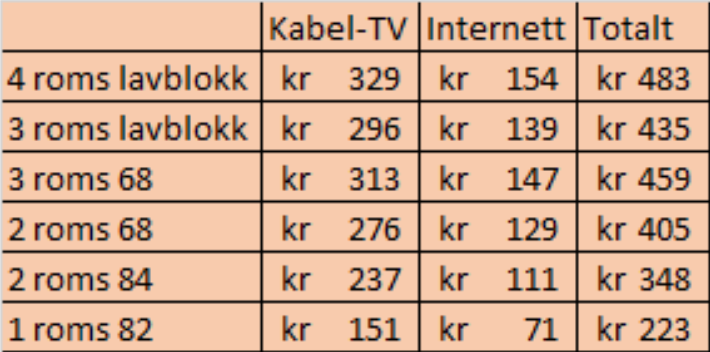 Kabel-TV Internett Totalt
4 roms lavblokk kr 329 kr 154 kr 483
3 roms lavblokk kr 296 kr 139 kr 435
3 roms 68 kr 313 kr 147 kr 459
2 roms 68 kr 276 kr 129 kr 405
2 roms 84 kr 237 kr 111 kr 348
1 roms 82 kr 151 kr 71 kr 223